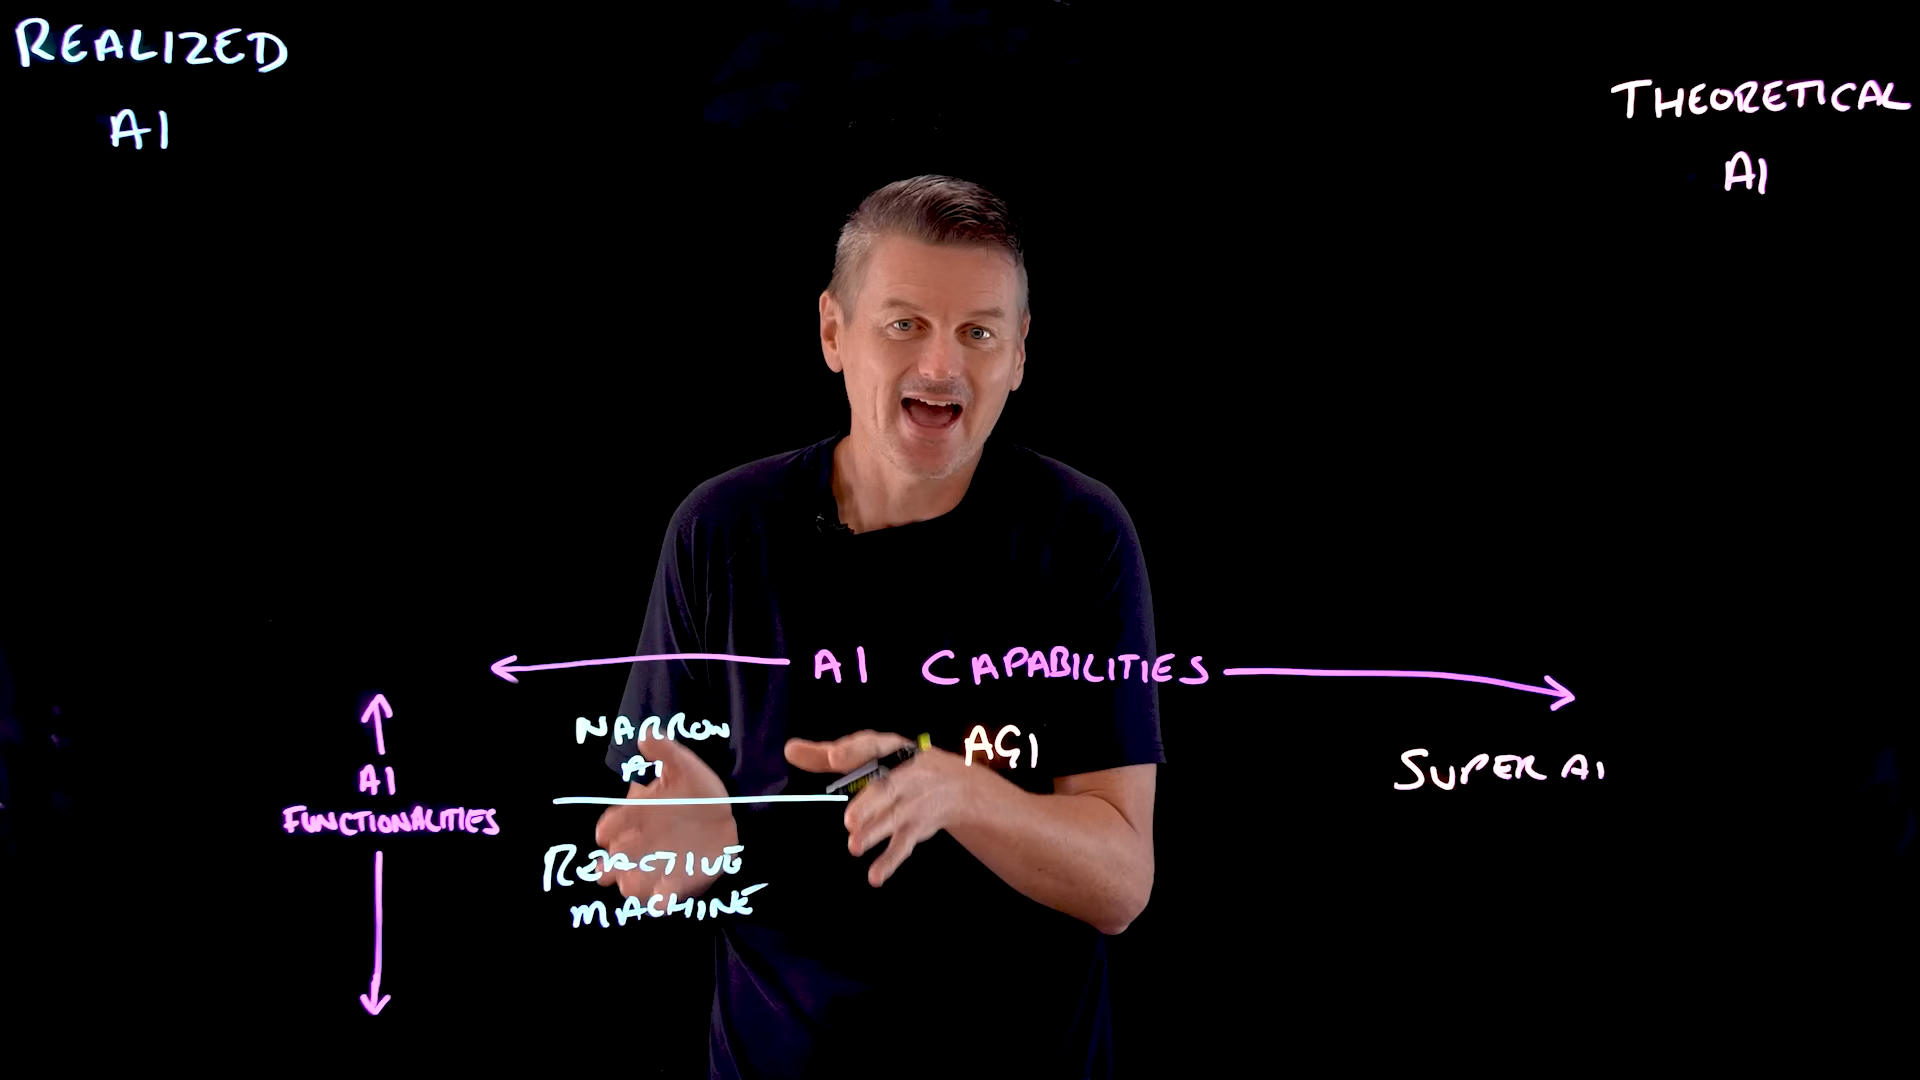 REALIZED
AI
THEORETICAL
AI
AI CAPABILITIES
NARROW
AI
AGI
SUPER AI
AI
FUNCTIONALITIES
REACTIVE
MACHINE